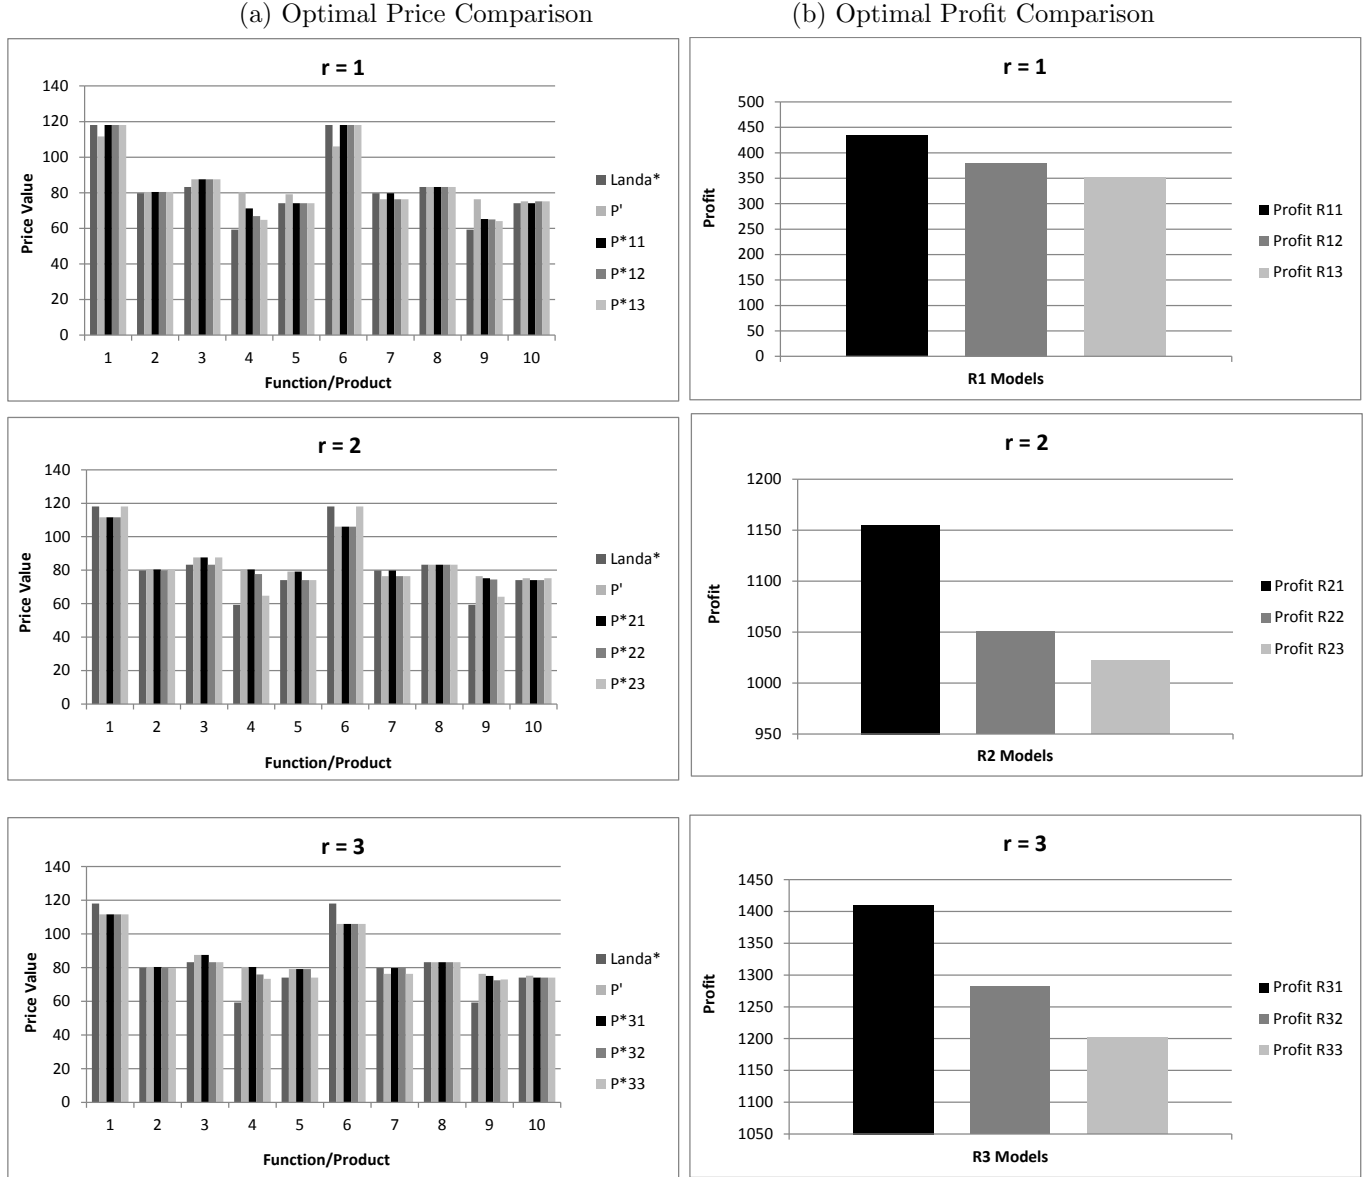 (a) Optimal Price Comparison
(b) Optimal Profit Comparison
r = 1
140
120
100
80
60
40
20
0
Price Value
1 2 3 4 5 6 7 8 9 10
Function/Product
Landa*
P'
P*11
P*12
P*13
r = 1
500
450
400
350
300
250
200
150
100
50
0
Profit
R1 Models
Profit R11
Profit R12
Profit R13
r = 2
140
120
100
80
60
40
20
0
Price Value
1 2 3 4 5 6 7 8 9 10
Function/Product
Landa*
P'
P*21
P*22
P*23
r = 2
1200
1150
1100
1050
1000
950
Profit
R2 Models
Profit R21
Profit R22
Profit R23
r = 3
140
120
100
80
60
40
20
0
Price Value
1 2 3 4 5 6 7 8 9 10
Function/Product
Landa*
P'
P*31
P*32
P*33
r = 3
1450
1400
1350
1300
1250
1200
1150
1100
1050
Profit
R3 Models
Profit R31
Profit R32
Profit R33